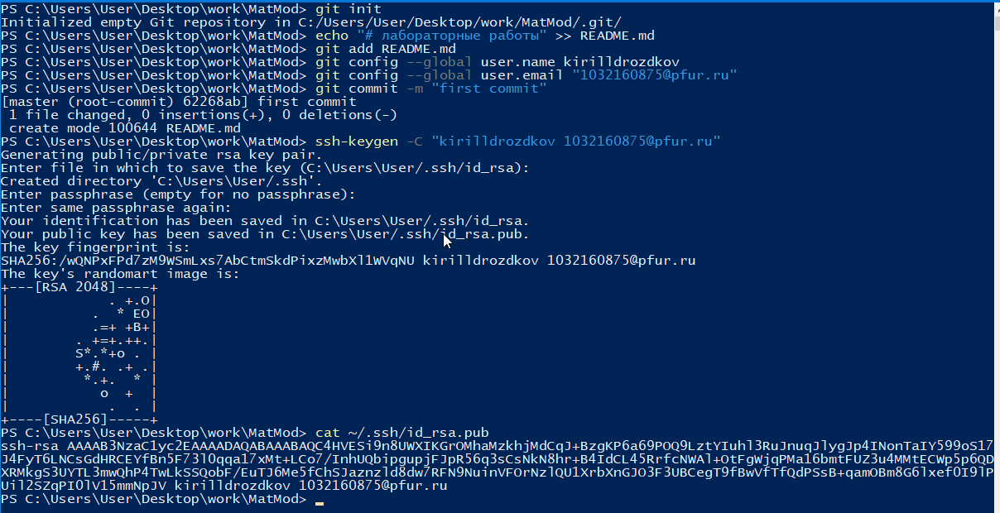 PS C:\Users\User\Desktop\work\MatMod> git init
Initialized empty Git repository in C:/Users/User/Desktop/work/MatMod/.git/
PS C:\Users\User\Desktop\work\MatMod> echo "# лабораторные работы" >> README.md
PS C:\Users\User\Desktop\work\MatMod> git add README.md
PS C:\Users\User\Desktop\work\MatMod> git config --global user.name kirilldrozdkov
PS C:\Users\User\Desktop\work\MatMod> git config --global user.email "1032160875@pfur.ru"
PS C:\Users\User\Desktop\work\MatMod> git commit -m "first commit"
[master (root-commit) 62268ab] first commit
 1 file changed, 0 insertions(+), 0 deletions(-)
 create mode 100644 README.md
PS C:\Users\User\Desktop\work\MatMod> ssh-keygen -C "kirilldrozdkov 1032160875@pfur.ru"
Generating public/private rsa key pair.
Enter file in which to save the key (C:\Users\User/.ssh/id_rsa):
Created directory 'C:\Users\User/.ssh'.
Enter passphrase (empty for no passphrase):
Enter same passphrase again:
Your identification has been saved in C:\Users\User/.ssh/id_rsa.
Your public key has been saved in C:\Users\User/.ssh/id_rsa.pub.
The key fingerprint is:
SHA256:/wQNPxFPd7zM9WSmLxs7AbCtmSkdPixzMwbXl1WVqNU kirilldrozdkov 1032160875@pfur.ru
The key's randomart image is:
+---[RSA 2048]----+
|            . +.O|
|          .  * EO|
|          .=+ +B+|
|        . +=+.++.|
|        S*.*+o . |
|        +.#. .+ .|
|         *.+.  * |
|           o  +  |
|            .  . |
+----[SHA256]-----+
PS C:\Users\User\Desktop\work\MatMod> cat ~/.ssh/id_rsa.pub
ssh-rsa AAAAB3NzaC1yc2EAAAADAQABAAABAQC4HVESi9n8UWXIKGrOMhaMzkhjMdCqJ+BzgKP6a69POQ9LztYIuhl3RuJnuqJlygJp4INonTaIY599oS17
J4FyT6LNCsGdHRCEYfBn5F73lOqqa17xMt+LCo7/InhUQbipgupjFJpR56q3sCsNkN8hr+B4IdCL45RrfcNWAl+OtFgWjqPMa16bmtFUZ3u4MMtECWp5p6QD
XRMkgS3UYTL3mwQhP4TwLkSSQobF/EuTJ6Me5fChSJaznzld8dw7RFN9NuinVFOrNzlQU1XrbXnGJO3F3UBCegT9fBwVfTfQdPSsB+qamOBm8G6lxef0I9lP
Uil2SZqPI0lV15mmNpJV kirilldrozdkov 1032160875@pfur.ru
PS C:\Users\User\Desktop\work\MatMod>